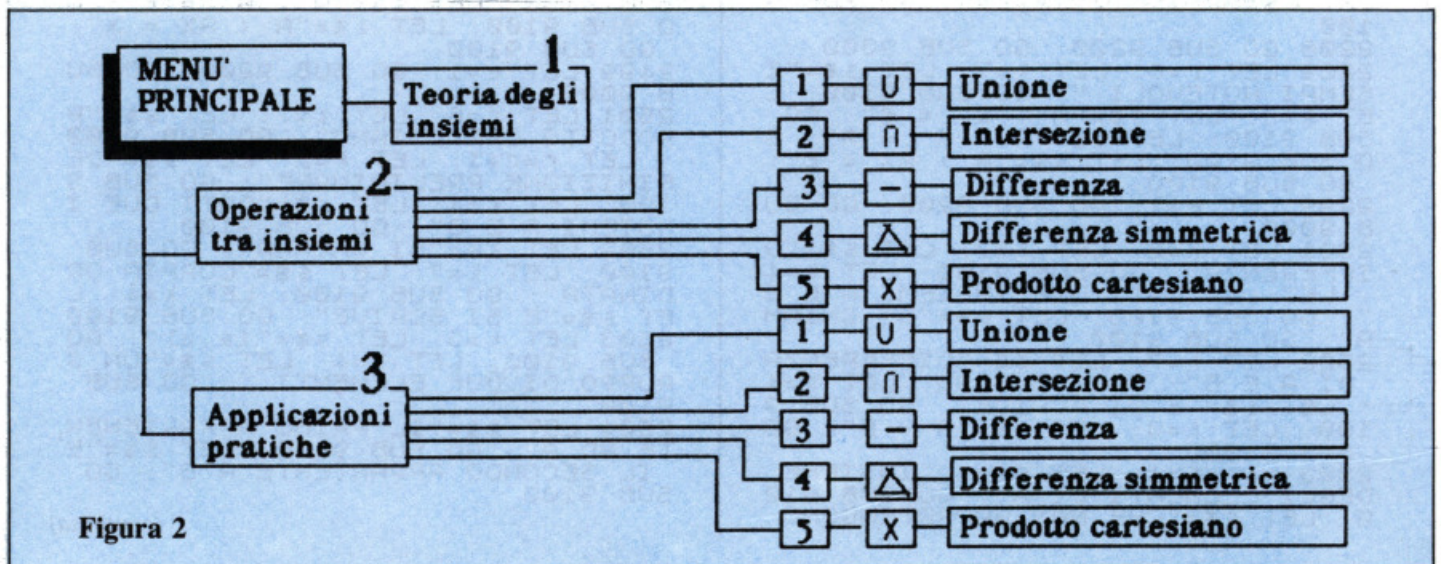 MENU'
PRINCIPALE
1
Teoria degli
insiemi
2
Operazioni
tra insiemi
1 U Unione
2 ∩ Intersezione
3 - Differenza
4 △ Differenza simmetrica
5 X Prodotto cartesiano
3
Applicazioni
pratiche
1 U Unione
2 ∩ Intersezione
3 - Differenza
4 △ Differenza simmetrica
5 X Prodotto cartesiano
Figura 2